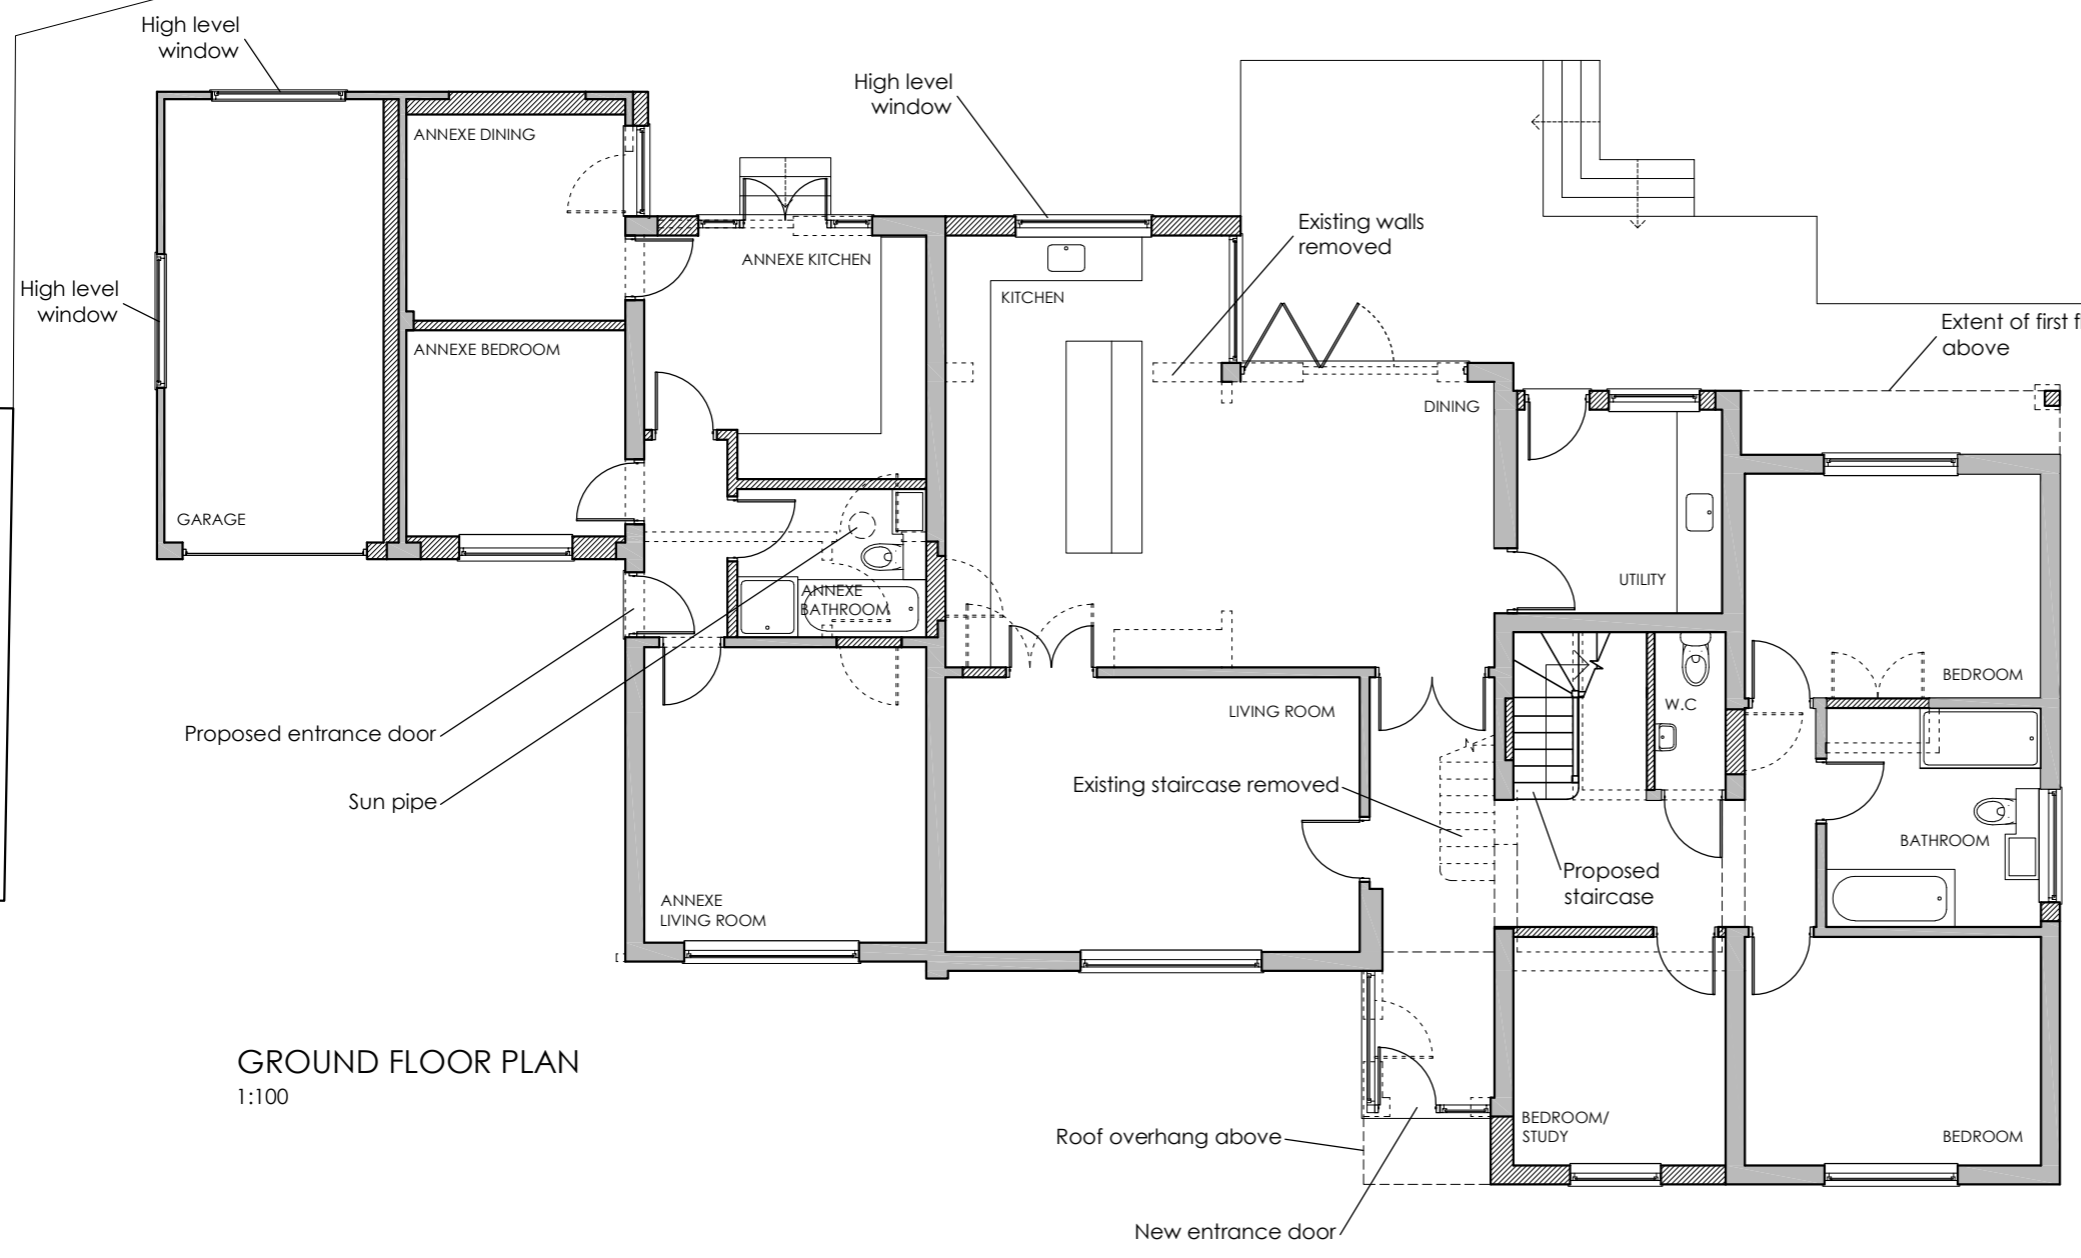 High level
window
High level
window
ANNEXE DINING
Existing walls
removed
ANNEXE KITCHEN
High level
window
KITCHEN
Extent of first f
above
ANNEXE BEDROOM
DINING
GARAGE
UTILITY
ANNEXE
BATHROOM
BEDROOM
W.C
LIVING ROOM
Proposed entrance door
Existing staircase removed
Sun pipe
BATHROOM
Proposed
staircase
ANNEXE
LIVING ROOM
GROUND FLOOR PLAN
1:100
BEDROOM/
STUDY
Roof overhang above
BEDROOM
New entrance door